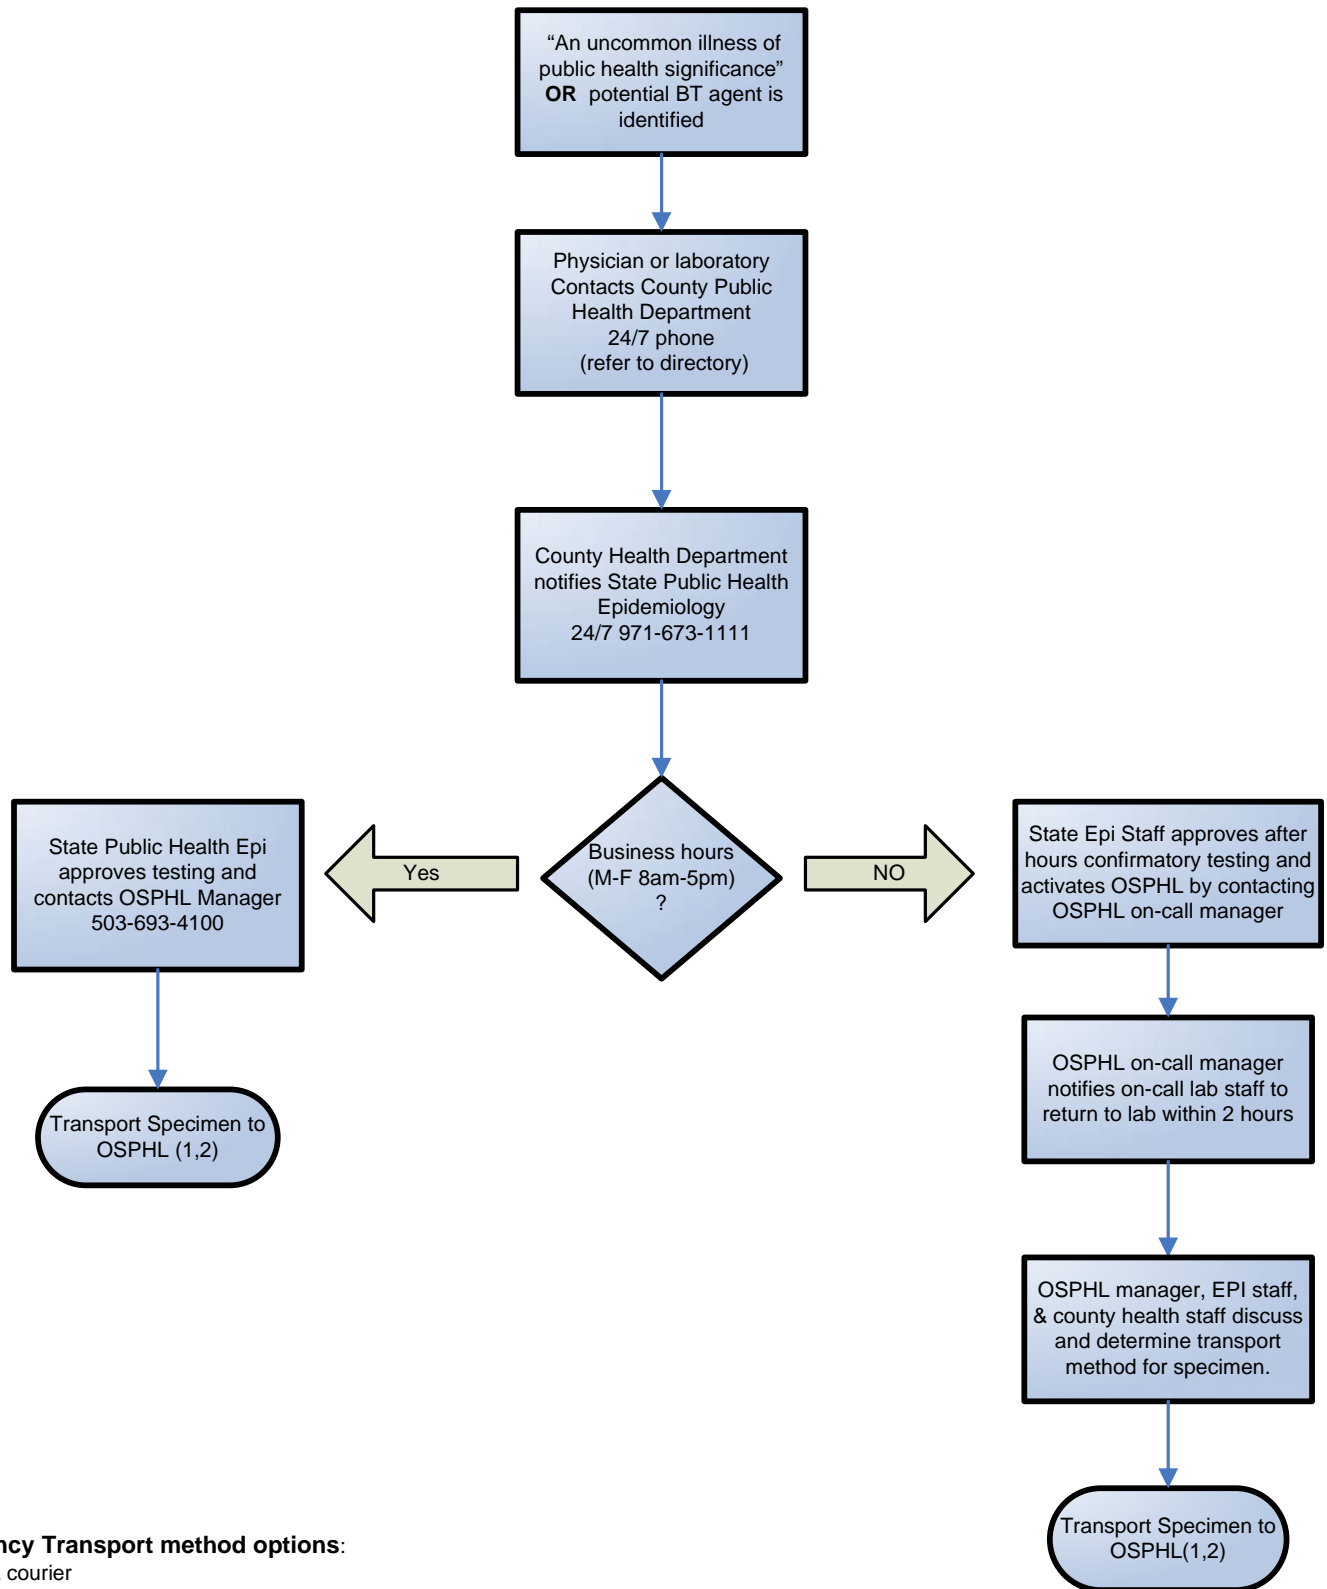 “An uncommon illness of
public health significance”
OR potential BT agent is
identified
Physician or laboratory
Contacts County Public
Health Department
24/7 phone
(refer to directory)
County Health Department
notifies State Public Health
Epidemiology
24/7 971-673-1111
Business hours
(M-F 8am-5pm)
?
Yes
NO
State Public Health Epi
approves testing and
contacts OSPHL Manager
503-693-4100
Transport Specimen to
OSPHL (1,2)
State Epi Staff approves after
hours confirmatory testing and
activates OSPHL by contacting
OSPHL on-call manager
OSPHL on-call manager
notifies on-call lab staff to
return to lab within 2 hours
OSPHL manager, EPI staff,
& county health staff discuss
and determine transport
method for specimen.
Transport Specimen to
OSPHL(1,2)
Transport method options:
courier